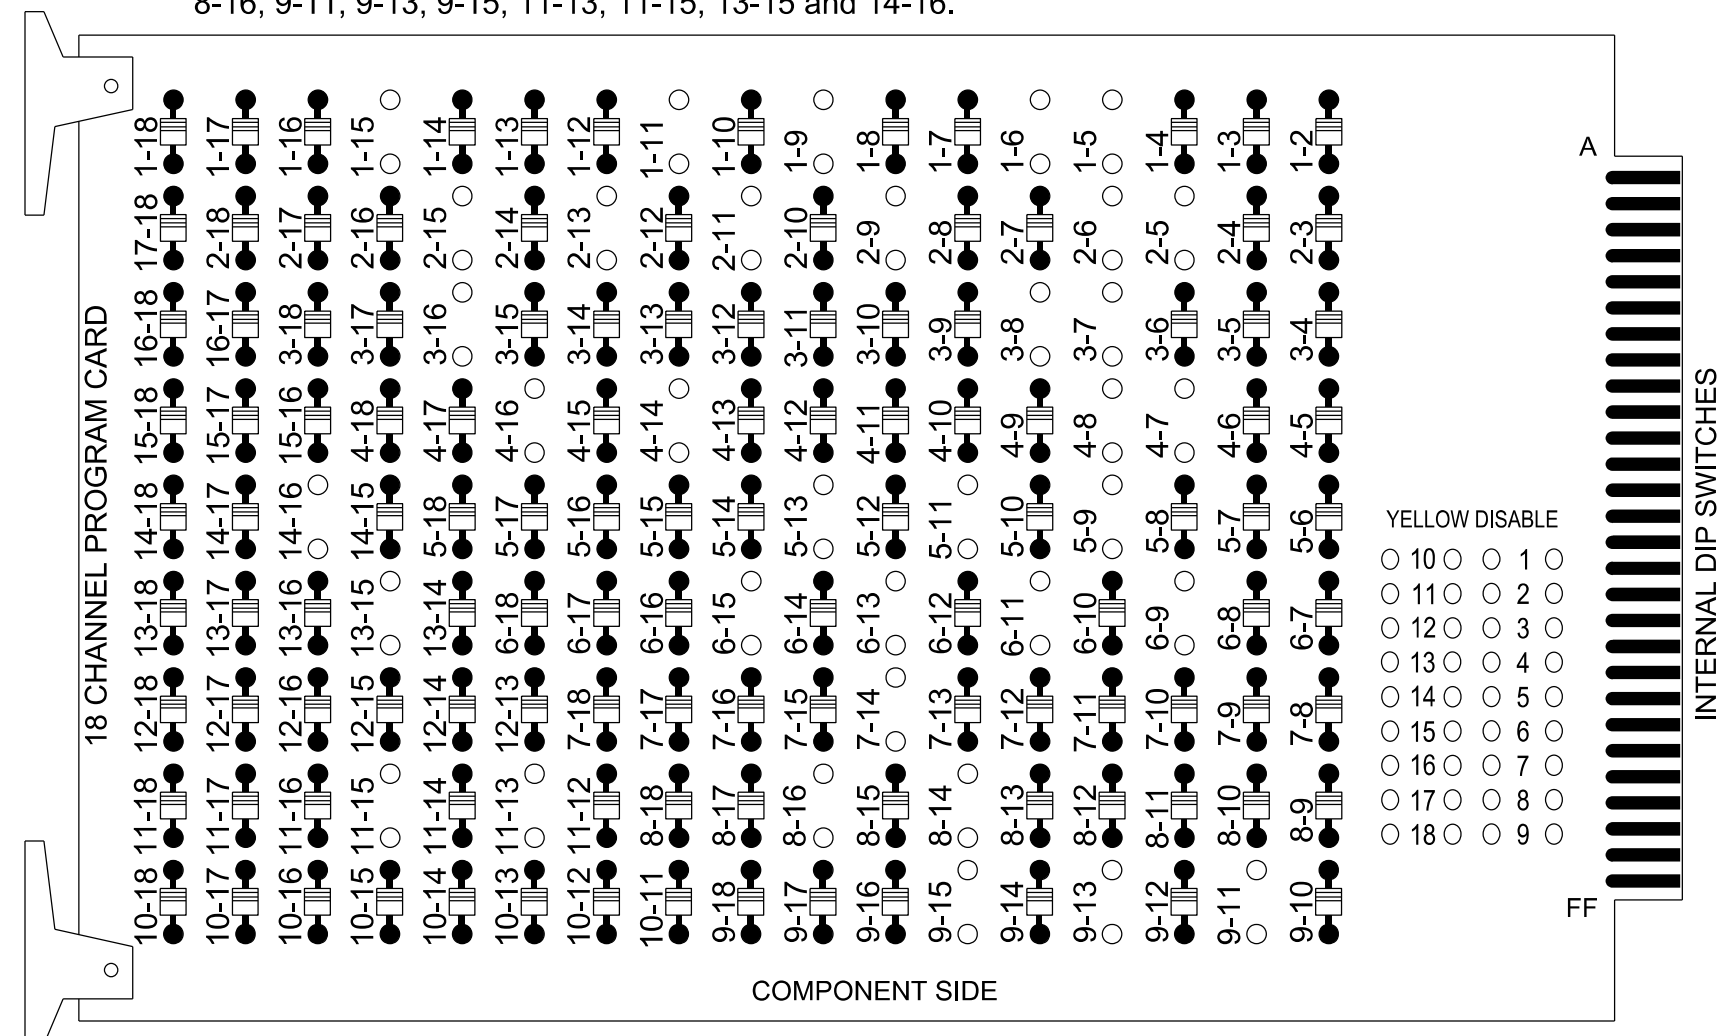 8-16, 9-11, 9-13, 9-15, 11-13, 11-15, 13-15 and 14-16.
1-18 1-17 1-16 1-15 1-14 1-13 1-12 1-11 1-10 1-9 1-8 1-7 1-6 1-5 1-4 1-3 1-2
A
17-18 2-18 2-17 2-16 2-15 2-14 2-13 2-12 2-11 2-10 2-9 2-8 2-7 2-6 2-5 2-4 2-3
16-18 16-17 3-18 3-17 3-16 3-15 3-14 3-13 3-12 3-11 3-10 3-9 3-8 3-7 3-6 3-5 3-4
15-18 15-17 15-16 4-18 4-17 4-16 4-15 4-14 4-13 4-12 4-11 4-10 4-9 4-8 4-7 4-6 4-5
14-18 14-17 14-16 14-15 5-18 5-17 5-16 5-15 5-14 5-13 5-12 5-11 5-10 5-9 5-8 5-7 5-6
13-18 13-17 13-16 13-15 13-14 6-18 6-17 6-16 6-15 6-14 6-13 6-12 6-11 6-10 6-9 6-8 6-7
12-18 12-17 12-16 12-15 12-14 12-13 7-18 7-17 7-16 7-15 7-14 7-13 7-12 7-11 7-10 7-9 7-8
11-18 11-17 11-16 11-15 11-14 11-13 11-12 8-18 8-17 8-16 8-15 8-14 8-13 8-12 8-11 8-10 8-9
10-18 10-17 10-16 10-15 10-14 10-13 10-12 10-11 9-18 9-17 9-16 9-15 9-14 9-13 9-12 9-11 9-10
18 CHANNEL PROGRAM CARD
YELLOW DISABLE
10 1
11 2
12 3
13 4
14 5
15 6
16 7
17 8
18 9
INTERNAL DIP SWITCHES
FF
COMPONENT SIDE